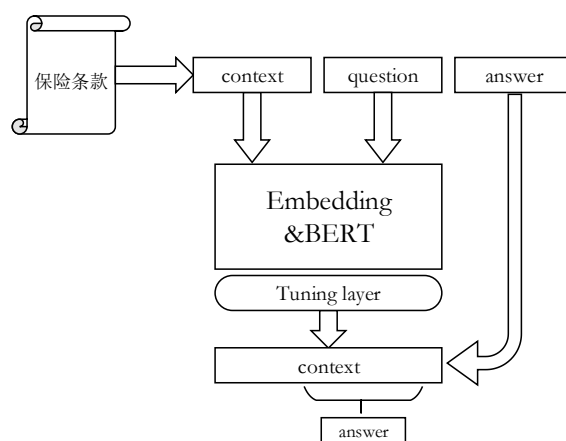 保险条款
context
question
answer
Embedding
&BERT
Tuning layer
context
answer